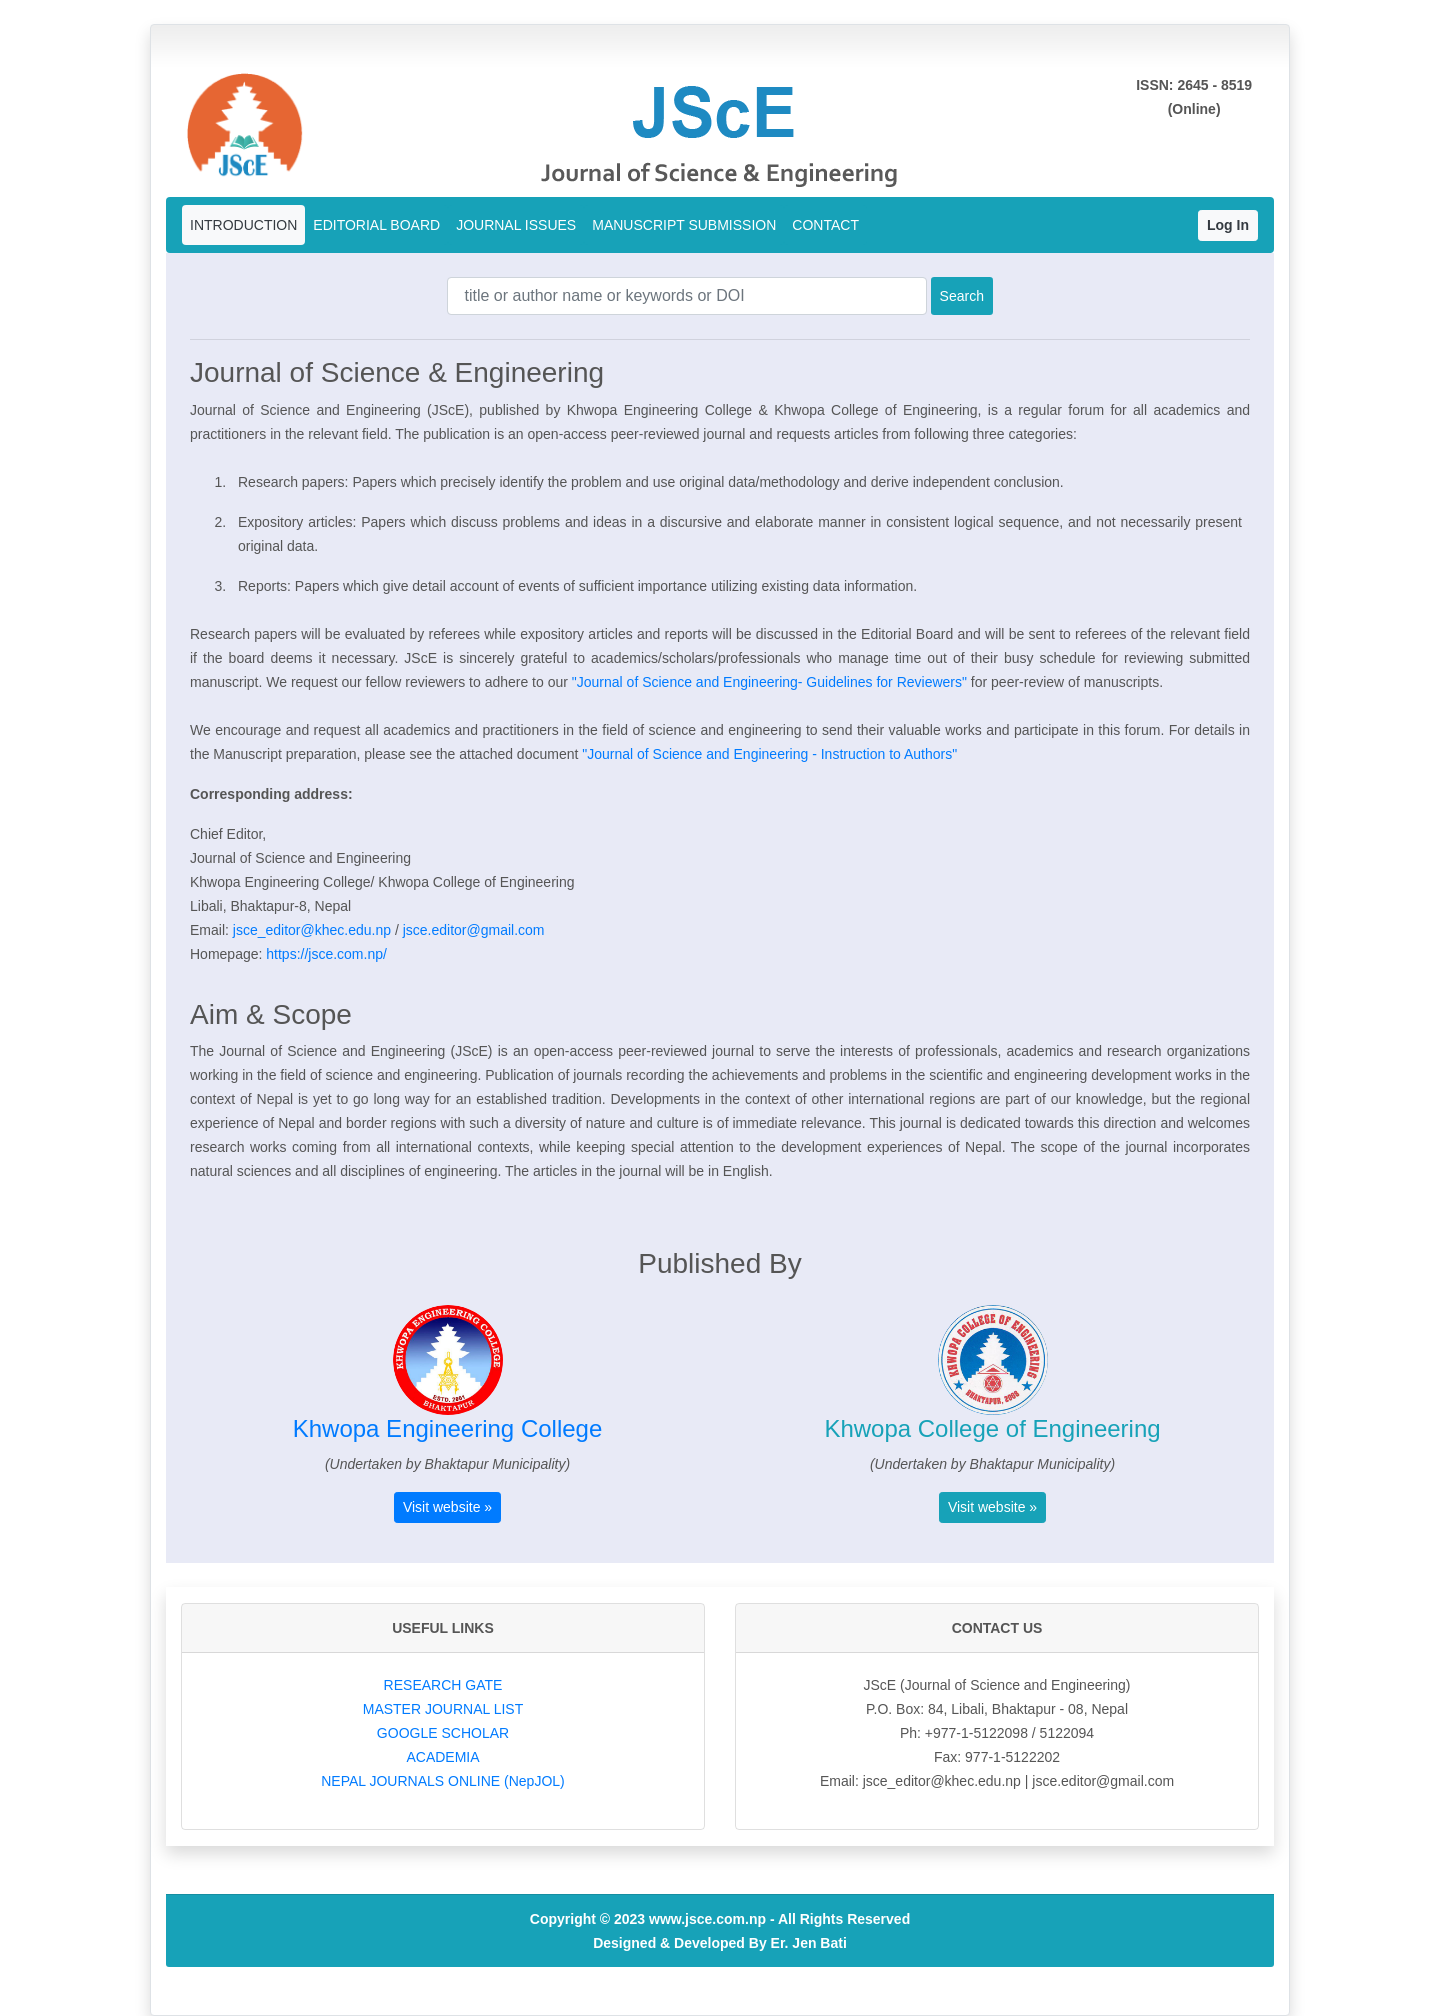 JScE
JScE
Journal of Science & Engineering
ISSN: 2645 - 8519
(Online)
INTRODUCTION EDITORIAL BOARD JOURNAL ISSUES MANUSCRIPT SUBMISSION CONTACT Log In
title or author name or keywords or DOI Search
Journal of Science & Engineering
Journal of Science and Engineering (JScE), published by Khwopa Engineering College & Khwopa College of Engineering, is a regular forum for all academics and
practitioners in the relevant field. The publication is an open-access peer-reviewed journal and requests articles from following three categories:
1. Research papers: Papers which precisely identify the problem and use original data/methodology and derive independent conclusion.
2. Expository articles: Papers which discuss problems and ideas in a discursive and elaborate manner in consistent logical sequence, and not necessarily present
original data.
3. Reports: Papers which give detail account of events of sufficient importance utilizing existing data information.
Research papers will be evaluated by referees while expository articles and reports will be discussed in the Editorial Board and will be sent to referees of the relevant field
if the board deems it necessary. JScE is sincerely grateful to academics/scholars/professionals who manage time out of their busy schedule for reviewing submitted
manuscript. We request our fellow reviewers to adhere to our "Journal of Science and Engineering- Guidelines for Reviewers" for peer-review of manuscripts.
We encourage and request all academics and practitioners in the field of science and engineering to send their valuable works and participate in this forum. For details in
the Manuscript preparation, please see the attached document "Journal of Science and Engineering - Instruction to Authors"
Corresponding address:
Chief Editor,
Journal of Science and Engineering
Khwopa Engineering College/ Khwopa College of Engineering
Libali, Bhaktapur-8, Nepal
Email: jsce_editor@khec.edu.np / jsce.editor@gmail.com
Homepage: https://jsce.com.np/
Aim & Scope
The Journal of Science and Engineering (JScE) is an open-access peer-reviewed journal to serve the interests of professionals, academics and research organizations
working in the field of science and engineering. Publication of journals recording the achievements and problems in the scientific and engineering development works in the
context of Nepal is yet to go long way for an established tradition. Developments in the context of other international regions are part of our knowledge, but the regional
experience of Nepal and border regions with such a diversity of nature and culture is of immediate relevance. This journal is dedicated towards this direction and welcomes
research works coming from all international contexts, while keeping special attention to the development experiences of Nepal. The scope of the journal incorporates
natural sciences and all disciplines of engineering. The articles in the journal will be in English.
Published By
KHWOPA ENGINEERING COLLEGE
ESTD. 2001
BHAKTAPUR
Khwopa Engineering College
(Undertaken by Bhaktapur Municipality)
Visit website »
KHWOPA COLLEGE OF ENGINEERING
BHAKTAPUR, 2008
Khwopa College of Engineering
(Undertaken by Bhaktapur Municipality)
Visit website »
USEFUL LINKS
RESEARCH GATE
MASTER JOURNAL LIST
GOOGLE SCHOLAR
ACADEMIA
NEPAL JOURNALS ONLINE (NepJOL)
CONTACT US
JScE (Journal of Science and Engineering)
P.O. Box: 84, Libali, Bhaktapur - 08, Nepal
Ph: +977-1-5122098 / 5122094
Fax: 977-1-5122202
Email: jsce_editor@khec.edu.np | jsce.editor@gmail.com
Copyright © 2023 www.jsce.com.np - All Rights Reserved
Designed & Developed By Er. Jen Bati